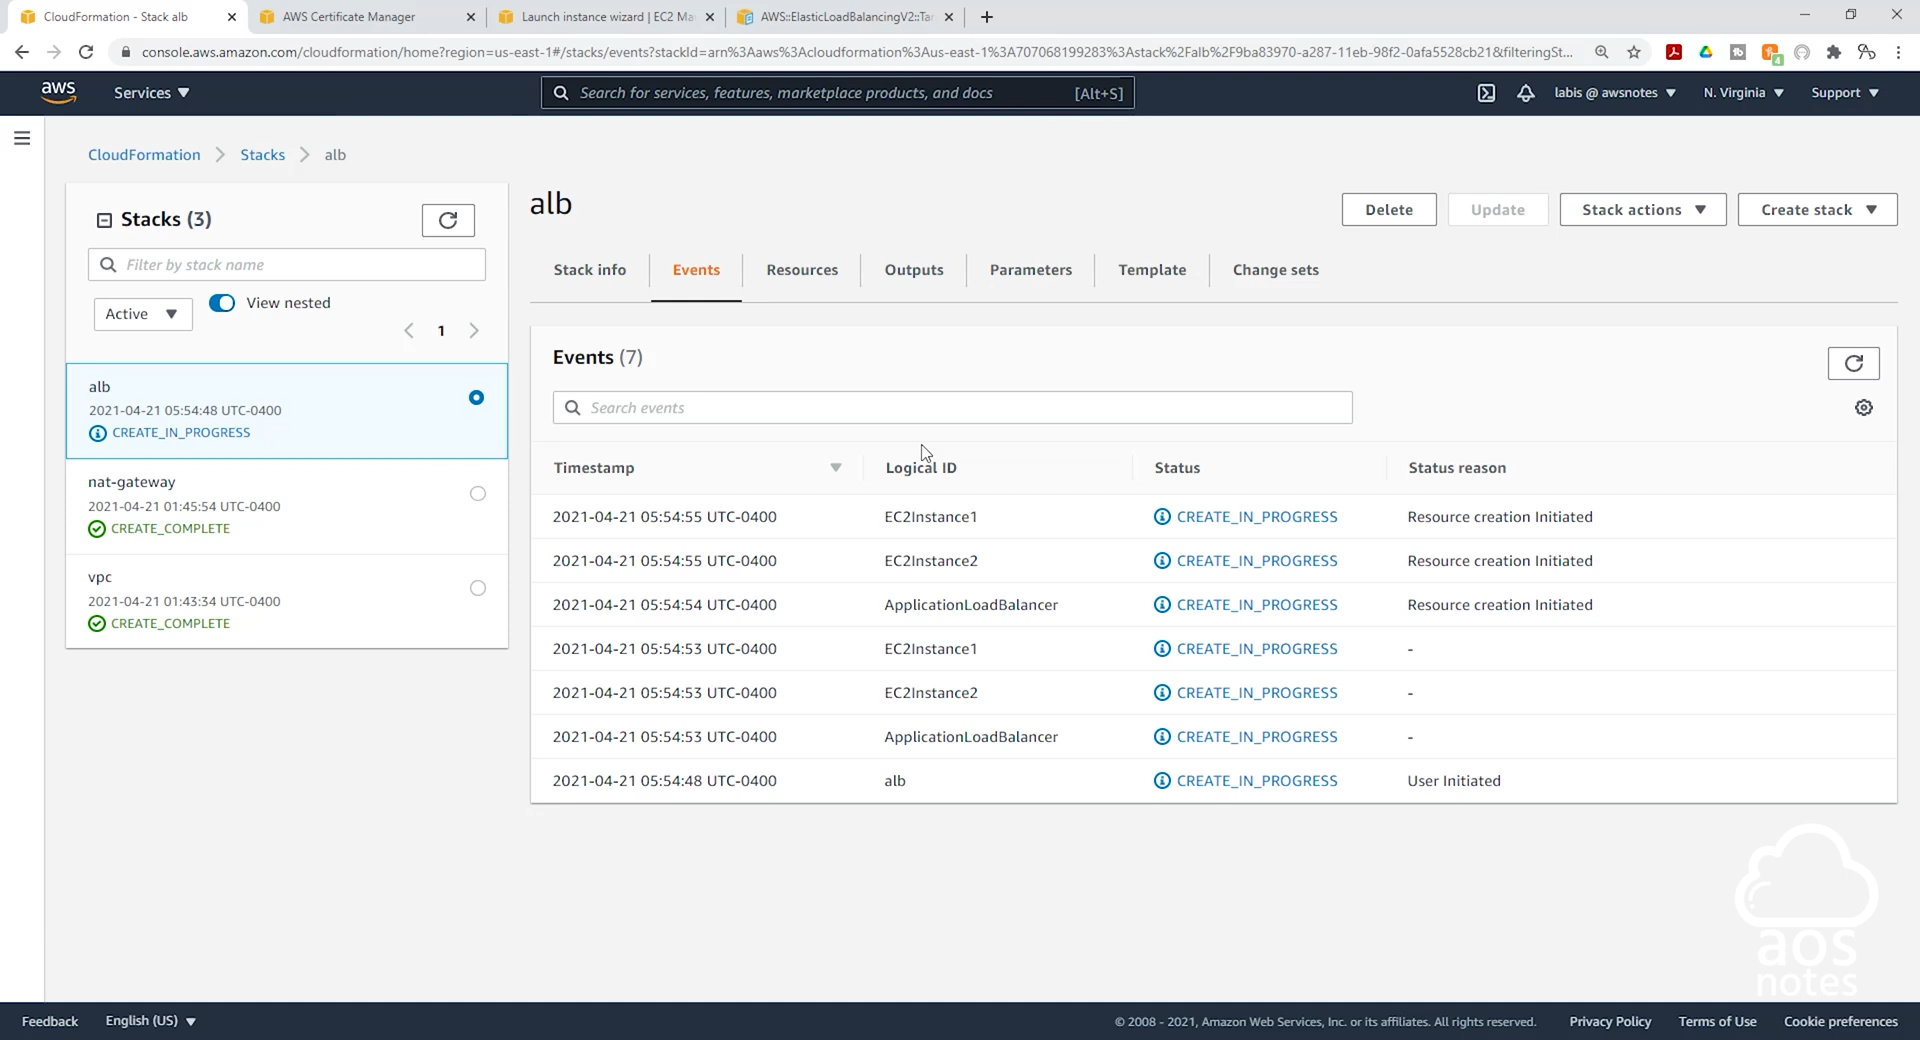 CloudFormation - Stack alb
AWS Certificate Manager
Launch instance wizard | EC2 Ma
AWS::ElasticLoadBalancingV2::Tar
console.aws.amazon.com/cloudformation/home?region=us-east-1#/stacks/events?stackId=arn%3Aaws%3Acloudformation%3Aus-east-1%3A707068199283%3Astack%2Falb%2F9ba83970-a287-11eb-98f2-0afa5528cb21&filteringSt...
4
aws
Services
Search for services, features, marketplace products, and docs
[Alt+S]
labis @ awsnotes
N. Virginia
Support
CloudFormation
Stacks
alb
Stacks (3)
Filter by stack name
Active
View nested
1
alb
2021-04-21 05:54:48 UTC-0400
CREATE_IN_PROGRESS
nat-gateway
2021-04-21 01:45:54 UTC-0400
CREATE_COMPLETE
vpc
2021-04-21 01:43:34 UTC-0400
CREATE_COMPLETE
alb
Delete
Update
Stack actions
Create stack
Stack info
Events
Resources
Outputs
Parameters
Template
Change sets
Events (7)
Search events
Timestamp Logical ID Status Status reason
2021-04-21 05:54:55 UTC-0400 EC2Instance1 CREATE_IN_PROGRESS Resource creation Initiated
2021-04-21 05:54:55 UTC-0400 EC2Instance2 CREATE_IN_PROGRESS Resource creation Initiated
2021-04-21 05:54:54 UTC-0400 ApplicationLoadBalancer CREATE_IN_PROGRESS Resource creation Initiated
2021-04-21 05:54:53 UTC-0400 EC2Instance1 CREATE_IN_PROGRESS -
2021-04-21 05:54:53 UTC-0400 EC2Instance2 CREATE_IN_PROGRESS -
2021-04-21 05:54:53 UTC-0400 ApplicationLoadBalancer CREATE_IN_PROGRESS -
2021-04-21 05:54:48 UTC-0400 alb CREATE_IN_PROGRESS User Initiated
aos
notes
Feedback
English (US)
© 2008 - 2021, Amazon Web Services, Inc. or its affiliates. All rights reserved.
Privacy Policy
Terms of Use
Cookie preferences